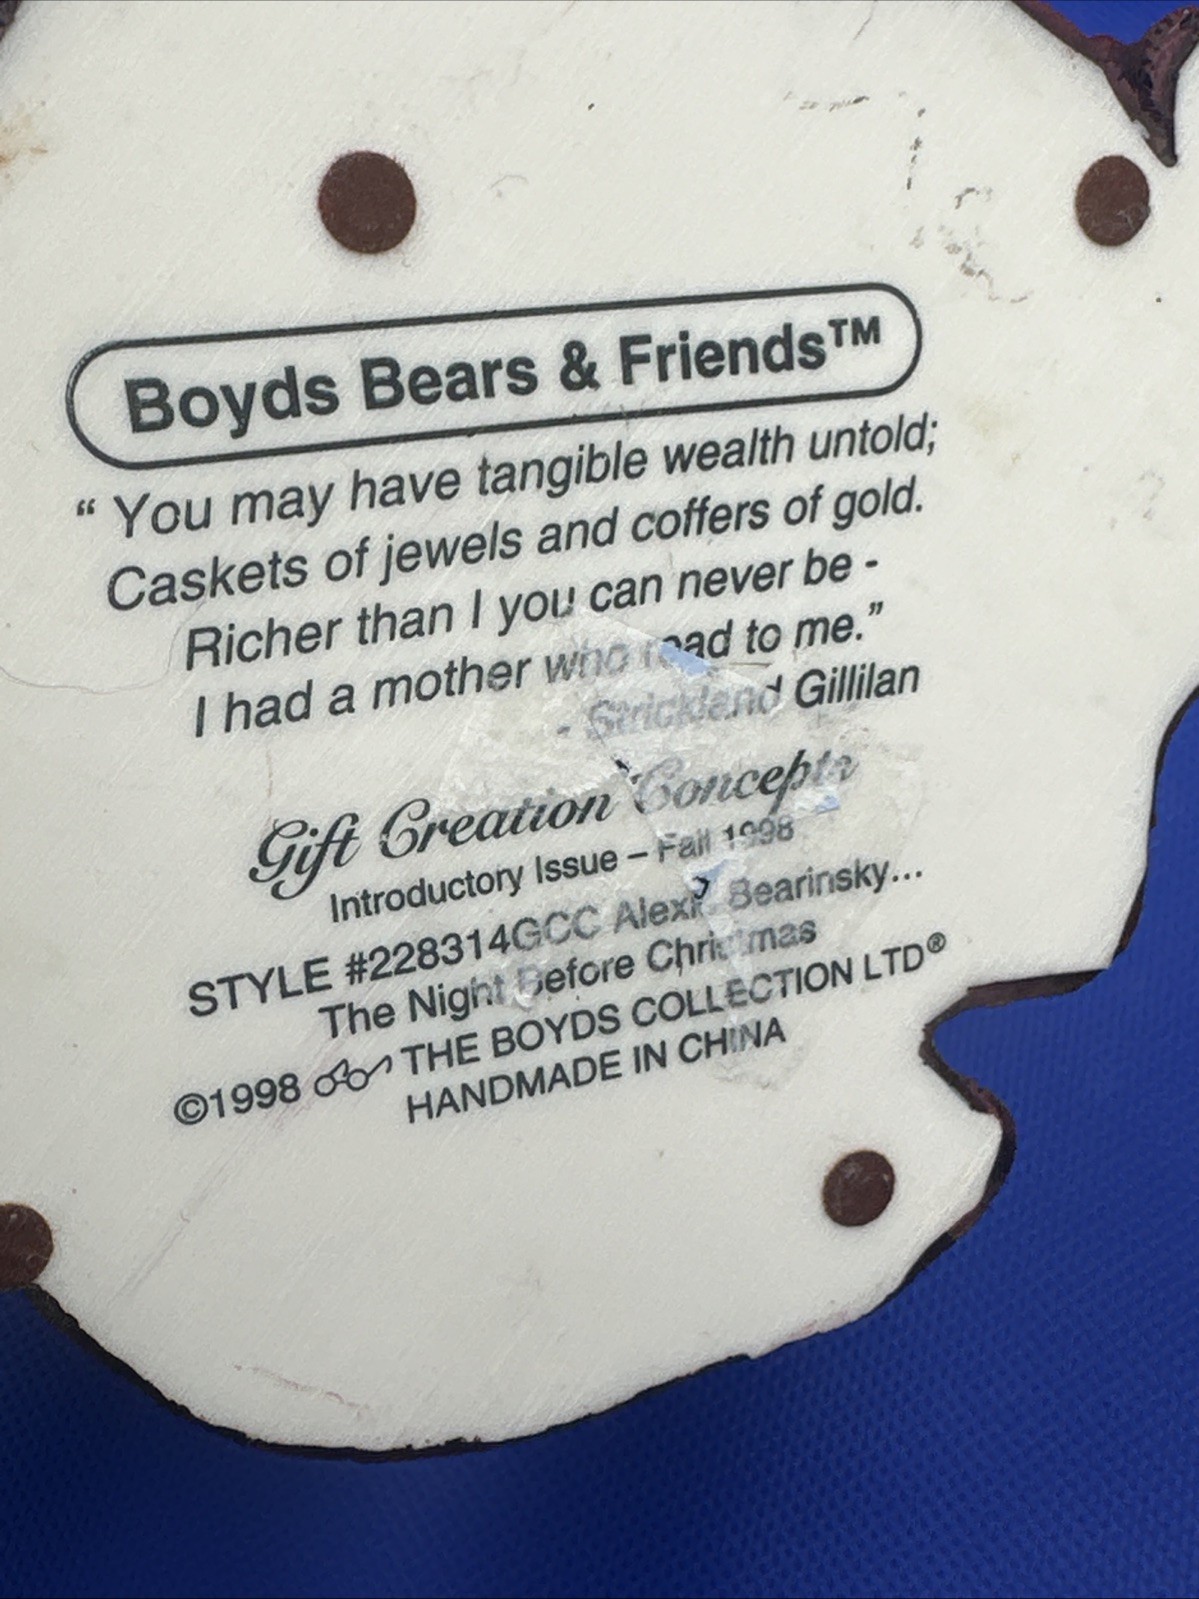 Boyds Bears & Friends™
“ You may have tangible wealth untold;
Caskets of jewels and coffers of gold.
Richer than I you can never be -
I had a mother who read to me.”
- Strickland Gillilan
Gift Creation Concepts
Introductory Issue – Fall 1998
STYLE #228314GCC Alexis Bearinsky...
The Night Before Christmas
©1998 THE BOYDS COLLECTION LTD®
HANDMADE IN CHINA